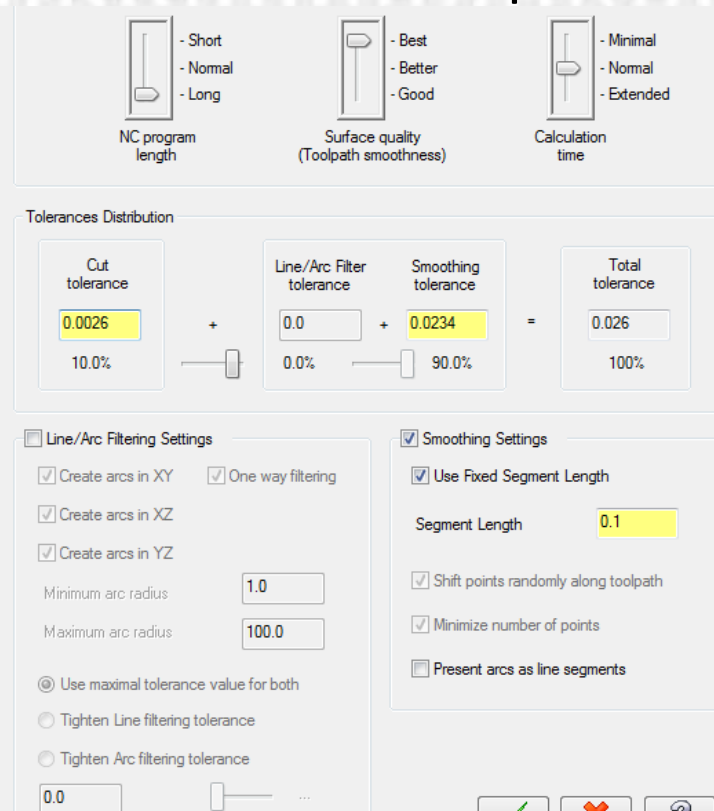 - Short
- Normal
- Long
NC program
length
- Best
- Better
- Good
Surface quality
(Toolpath smoothness)
- Minimal
- Normal
- Extended
Calculation
time
Tolerances Distribution
Cut
tolerance
0.0026
10.0%
+
Line/Arc Filter
tolerance
0.0
0.0%
+
Smoothing
tolerance
0.0234
90.0%
=
Total
tolerance
0.026
100%
Line/Arc Filtering Settings
Create arcs in XY
One way filtering
Create arcs in XZ
Create arcs in YZ
Minimum arc radius
1.0
Maximum arc radius
100.0
Use maximal tolerance value for both
Tighten Line filtering tolerance
Tighten Arc filtering tolerance
0.0
...
Smoothing Settings
Use Fixed Segment Length
Segment Length
0.1
Shift points randomly along toolpath
Minimize number of points
Present arcs as line segments